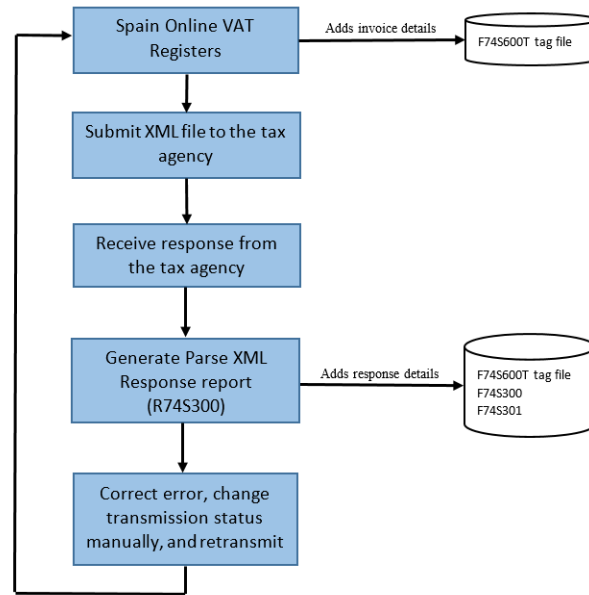 Spain Online VAT
Registers
Adds invoice details
F74S600T tag file
Submit XML file to the tax
agency
Receive response from
the tax agency
Generate Parse XML
Response report
(R74S300)
Adds response details
F74S600T tag file
F74S300
F74S301
Correct error, change
transmission status
manually, and retransmit